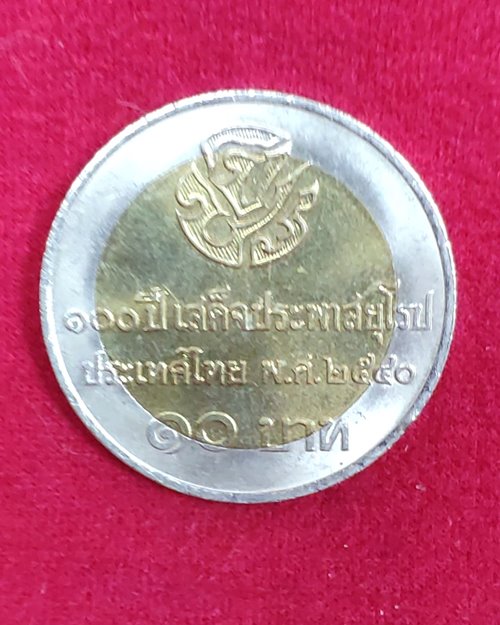 ๑๐๐ ปี เสด็จประพาสยุโรป
ประเทศไทย พ.ศ.๒๕๔๐
๑๐ บาท